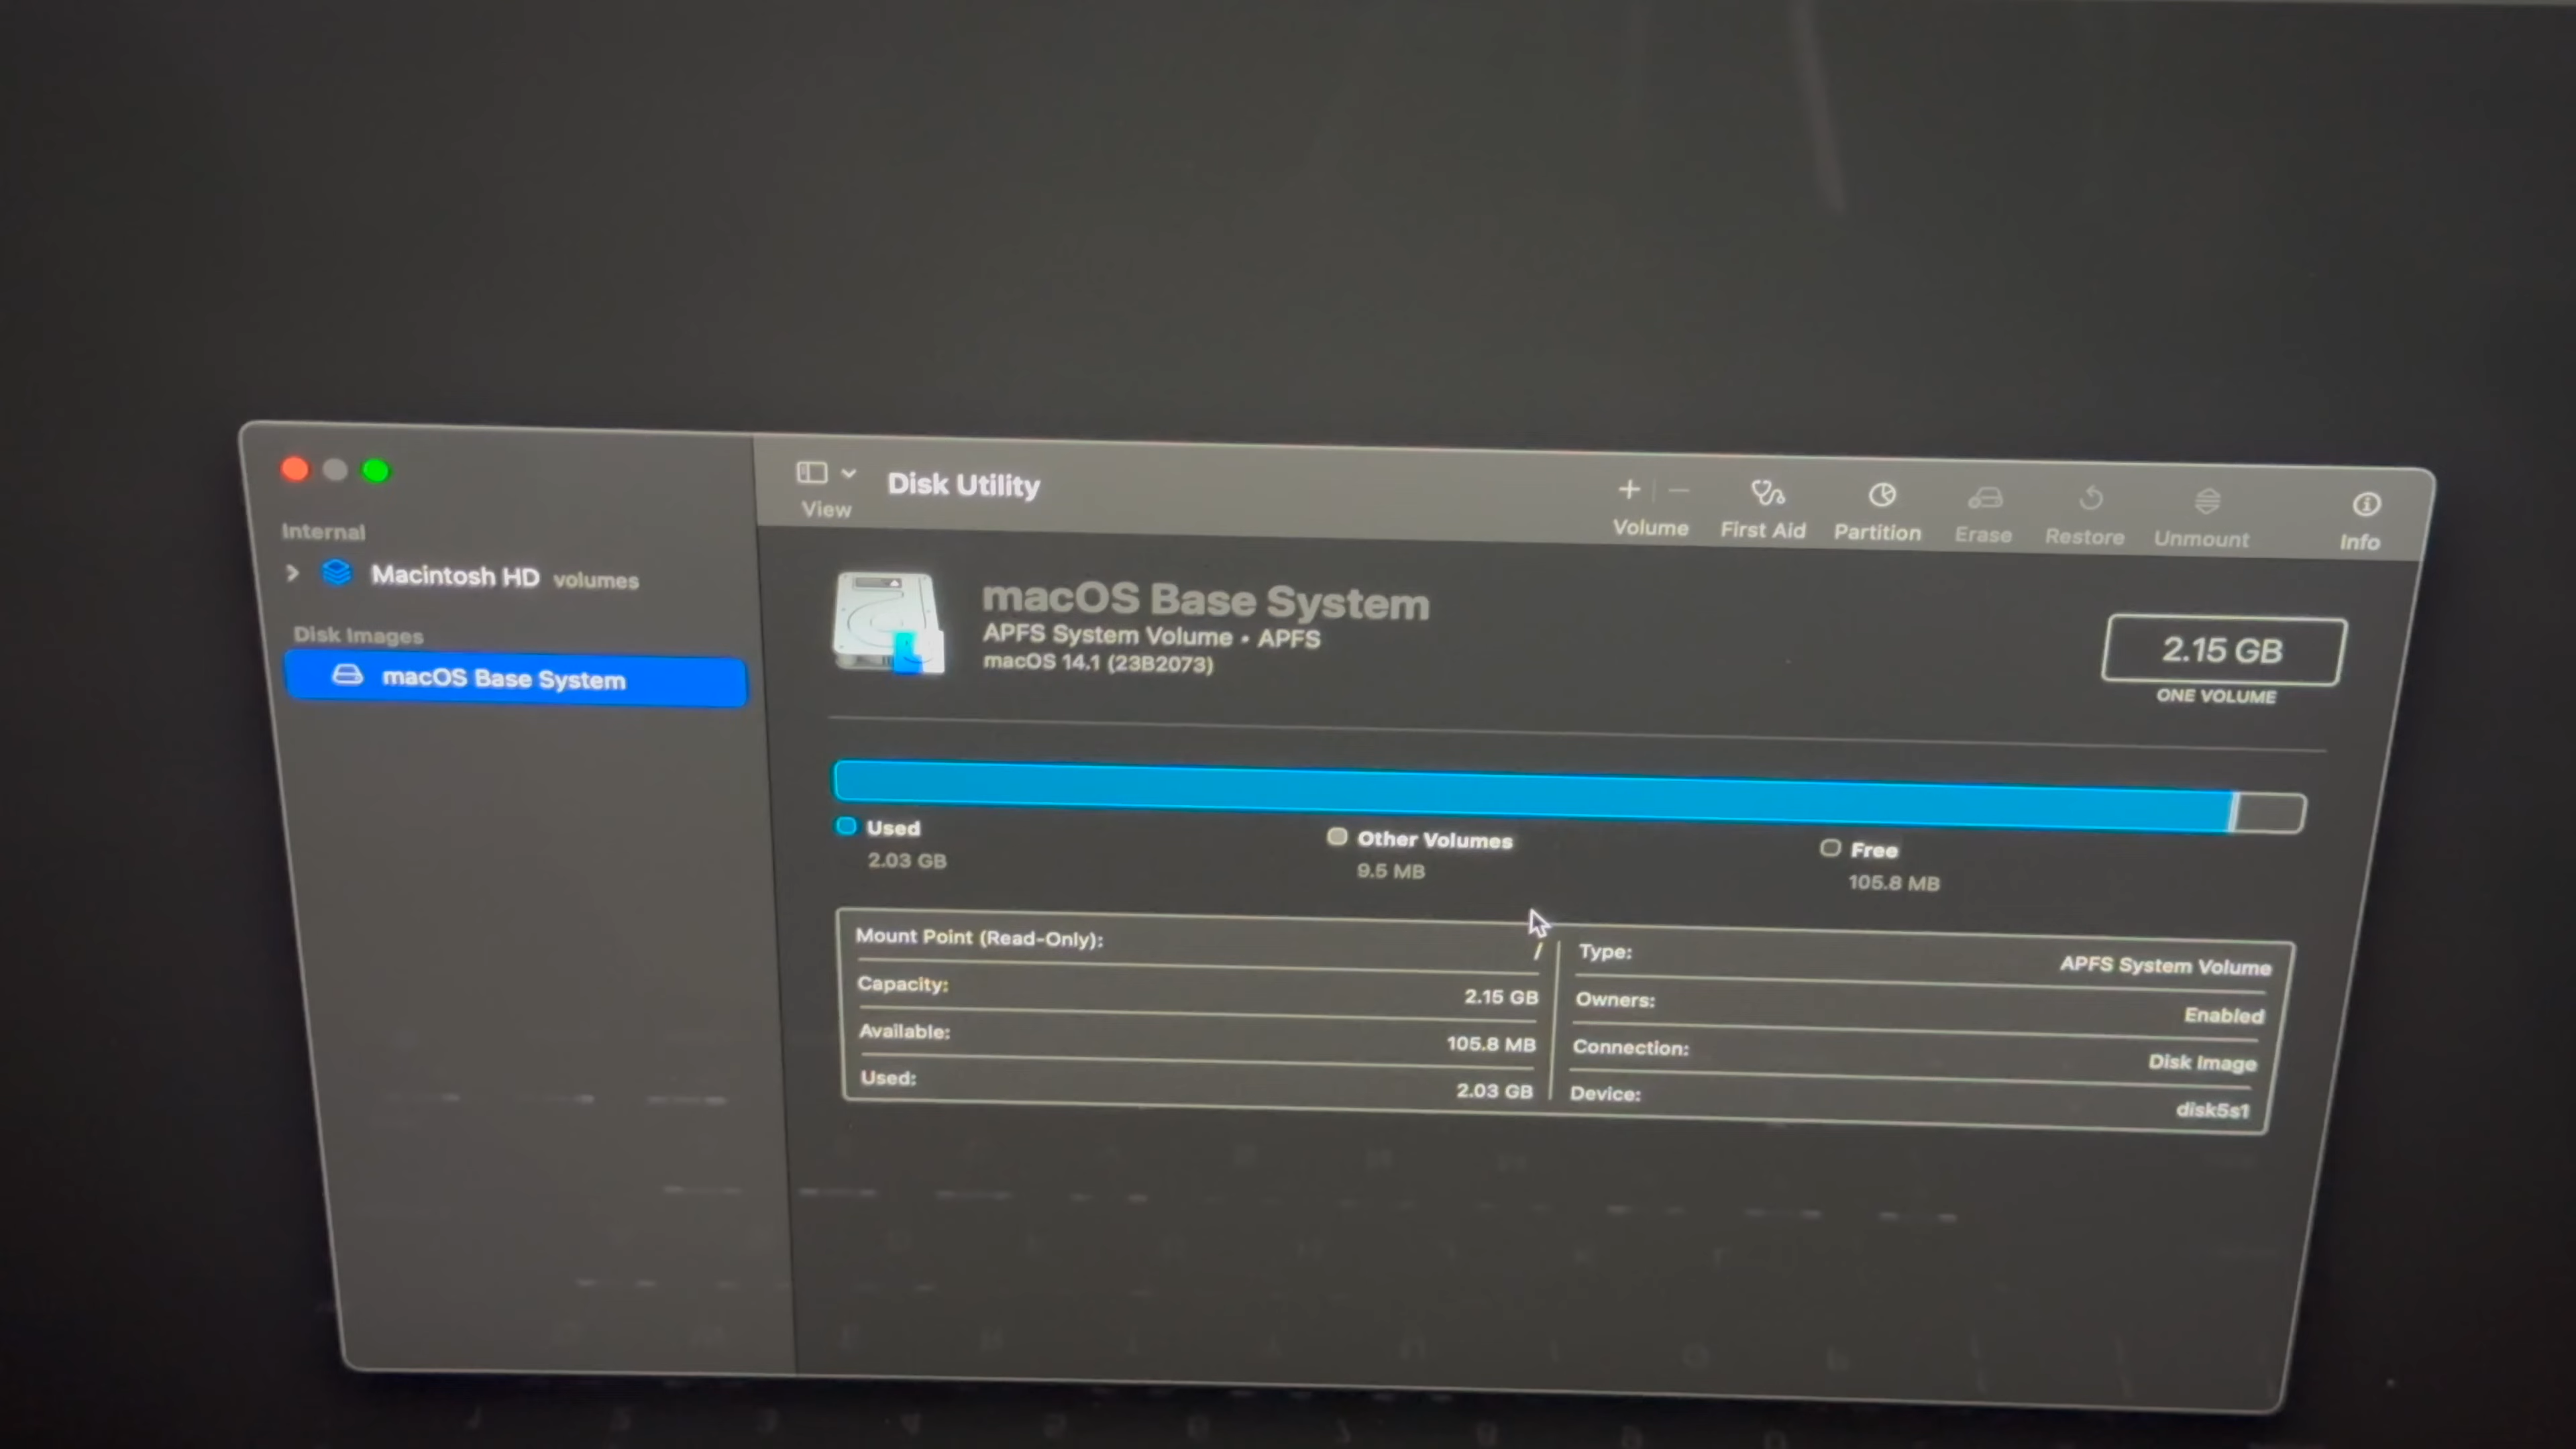 View
Disk Utility
Volume
First Aid
Partition
Erase
Restore
Unmount
Info
Internal
Macintosh HD volumes
Disk Images
macOS Base System
macOS Base System
APFS System Volume • APFS
macOS 14.1 (23B2073)
2.15 GB
ONE VOLUME
Used
2.03 GB
Other Volumes
9.5 MB
Free
105.8 MB
Mount Point (Read-Only): /
Capacity: 2.15 GB
Available: 105.8 MB
Used: 2.03 GB
Type: APFS System Volume
Owners: Enabled
Connection: Disk Image
Device: disk5s1